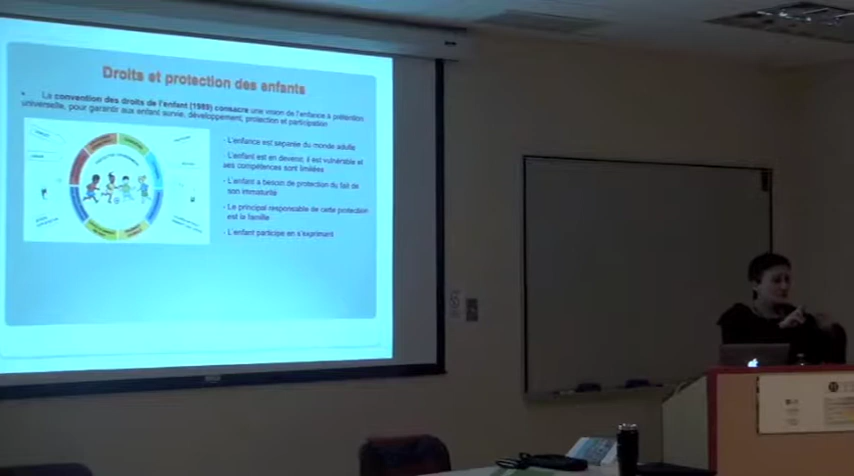 Droits et protection des enfants
• La convention des droits de l'enfant (1989) consacre une vision de l'enfance à prétention
universelle, pour garantir aux enfant survie, développement, protection et participation
- L'enfance est séparée du monde adulte
- L'enfant est en devenir, il est vulnérable et
ses compétences sont limitées
- L'enfant a besoin de protection du fait de
son immaturité
- Le principal responsable de cette protection
est la famille
- L'enfant participe en s'exprimant